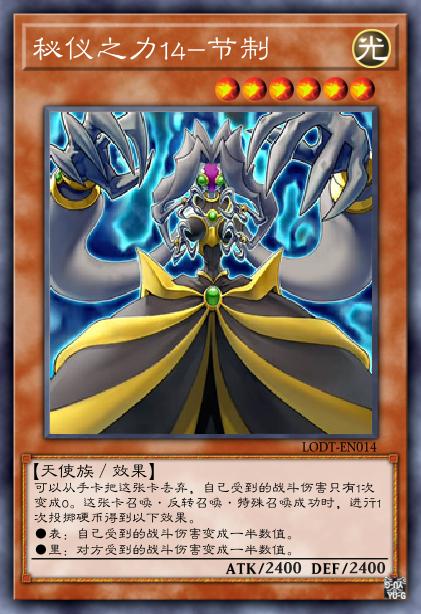 秘仪之力14-节制
光
LODT-EN014
【天使族/效果】
可以从手卡把这张卡丢弃，自己受到的战斗伤害只有1次
变成0。这张卡召唤·反转召唤·特殊召唤成功时，进行1
次投掷硬币得到以下效果。
●表：自己受到的战斗伤害变成一半数值。
●里：对方受到的战斗伤害变成一半数值。
ATK/2400 DEF/2400